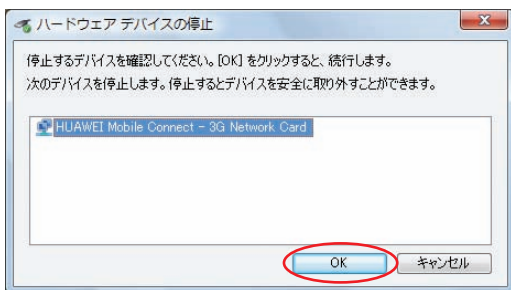 ハードウェア デバイスの停止
停止するデバイスを確認してください。[OK] をクリックすると、続行します。
次のデバイスを停止します。停止するとデバイスを安全に取り外すことができます。
HUAWEI Mobile Connect - 3G Network Card
OK
キャンセル